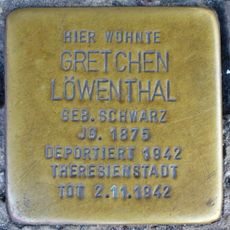 HIER WOHNTE
GRETCHEN
LÖWENTHAL
GEB. SCHWARZ
JG. 1875
DEPORTIERT 1942
THERESIENSTADT
TOT 2.11.1942